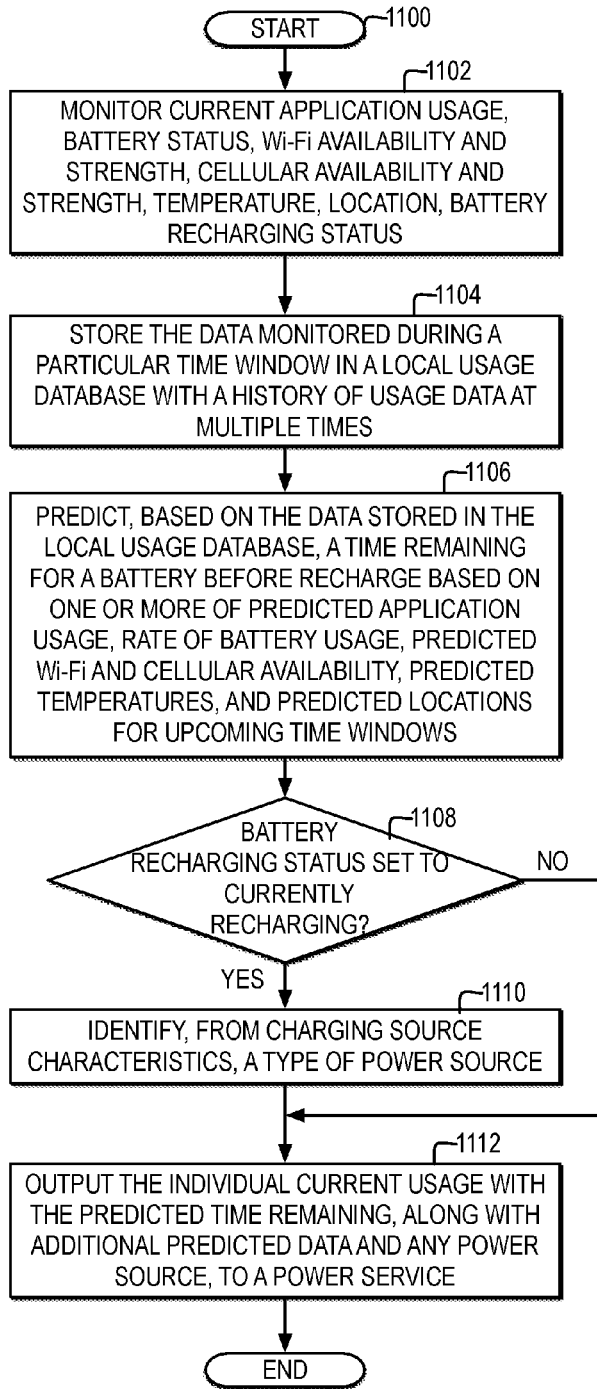 START
1100
1102
MONITOR CURRENT APPLICATION USAGE,
BATTERY STATUS, Wi-Fi AVAILABILITY AND
STRENGTH, CELLULAR AVAILABILITY AND
STRENGTH, TEMPERATURE, LOCATION, BATTERY
RECHARGING STATUS
1104
STORE THE DATA MONITORED DURING A
PARTICULAR TIME WINDOW IN A LOCAL USAGE
DATABASE WITH A HISTORY OF USAGE DATA AT
MULTIPLE TIMES
1106
PREDICT, BASED ON THE DATA STORED IN THE
LOCAL USAGE DATABASE, A TIME REMAINING
FOR A BATTERY BEFORE RECHARGE BASED ON
ONE OR MORE OF PREDICTED APPLICATION
USAGE, RATE OF BATTERY USAGE, PREDICTED
Wi-Fi AND CELLULAR AVAILABILITY, PREDICTED
TEMPERATURES, AND PREDICTED LOCATIONS
FOR UPCOMING TIME WINDOWS
1108
BATTERY
RECHARGING STATUS SET TO
CURRENTLY
RECHARGING?
NO
YES
1110
IDENTIFY, FROM CHARGING SOURCE
CHARACTERISTICS, A TYPE OF POWER SOURCE
1112
OUTPUT THE INDIVIDUAL CURRENT USAGE WITH
THE PREDICTED TIME REMAINING, ALONG WITH
ADDITIONAL PREDICTED DATA AND ANY POWER
SOURCE, TO A POWER SERVICE
END